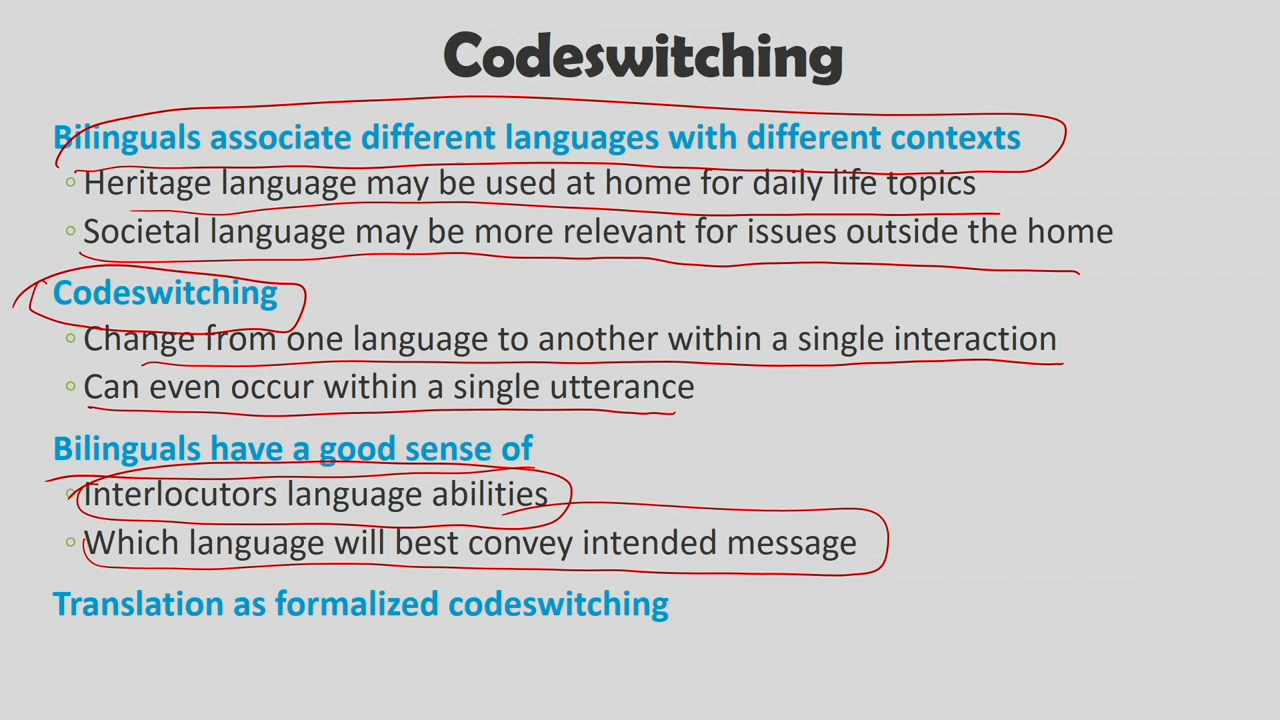 Codeswitching
Bilinguals associate different languages with different contexts
Heritage language may be used at home for daily life topics
Societal language may be more relevant for issues outside the home
Codeswitching
Change from one language to another within a single interaction
Can even occur within a single utterance
Bilinguals have a good sense of
Interlocutors language abilities
Which language will best convey intended message
Translation as formalized codeswitching